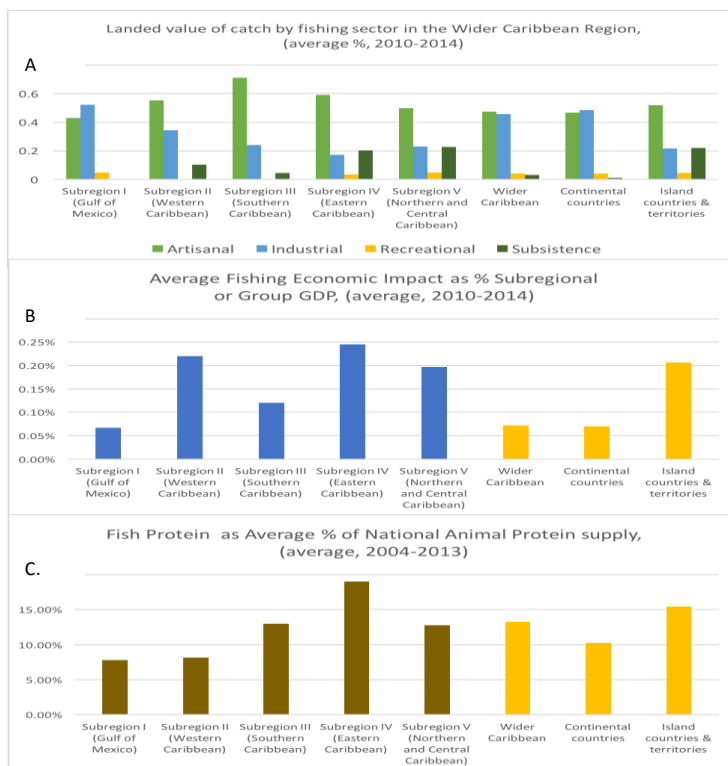 Landed value of catch by fishing sector in the Wider Caribbean Region,
(average %, 2010-2014)
A
0.6
0.4
0.2
0
Subregion I
(Gulf of
Mexico)
Subregion II
(Western
Caribbean)
Subregion III
(Southern
Caribbean)
Subregion IV
(Eastern
Caribbean)
Subregion V
(Northern and
Central
Caribbean)
Wider
Caribbean
Continental
countries
Island
countries &
territories
Artisanal
Industrial
Recreational
Subsistence
Average Fishing Economic Impact as % Subregional
or Group GDP, (average, 2010-2014)
B
0.25%
0.20%
0.15%
0.10%
0.05%
0.00%
Subregion I
(Gulf of
Mexico)
Subregion II
(Western
Caribbean)
Subregion III
(Southern
Caribbean)
Subregion IV
(Eastern
Caribbean)
Subregion V
(Northern
and Central
Caribbean)
Wider
Caribbean
Continental
countries
Island
countries &
territories
Fish Protein as Average % of National Animal Protein supply,
(average, 2004-2013)
C.
15.00%
10.00%
5.00%
0.00%
Subregion I
(Gulf of
Mexico)
Subregion II
(Western
Caribbean)
Subregion III
(Southern
Caribbean)
Subregion IV
(Eastern
Caribbean)
Subregion V
(Northern
and Central
Caribbean)
Wider
Caribbean
Continental
countries
Island
countries &
territories